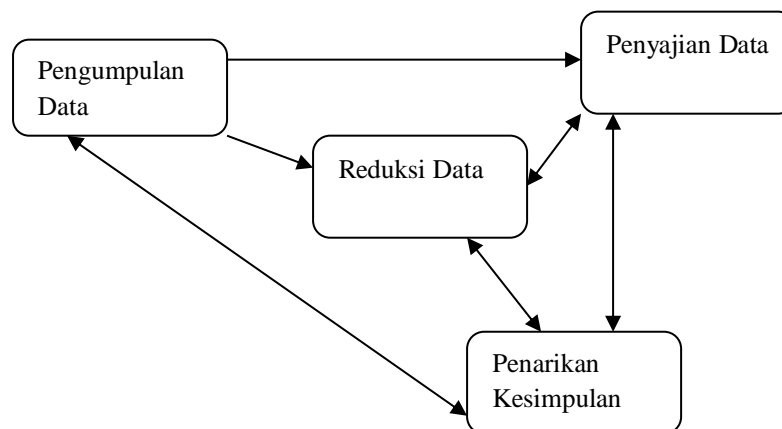 Pengumpulan
Data
Penyajian Data
Reduksi Data
Penarikan
Kesimpulan